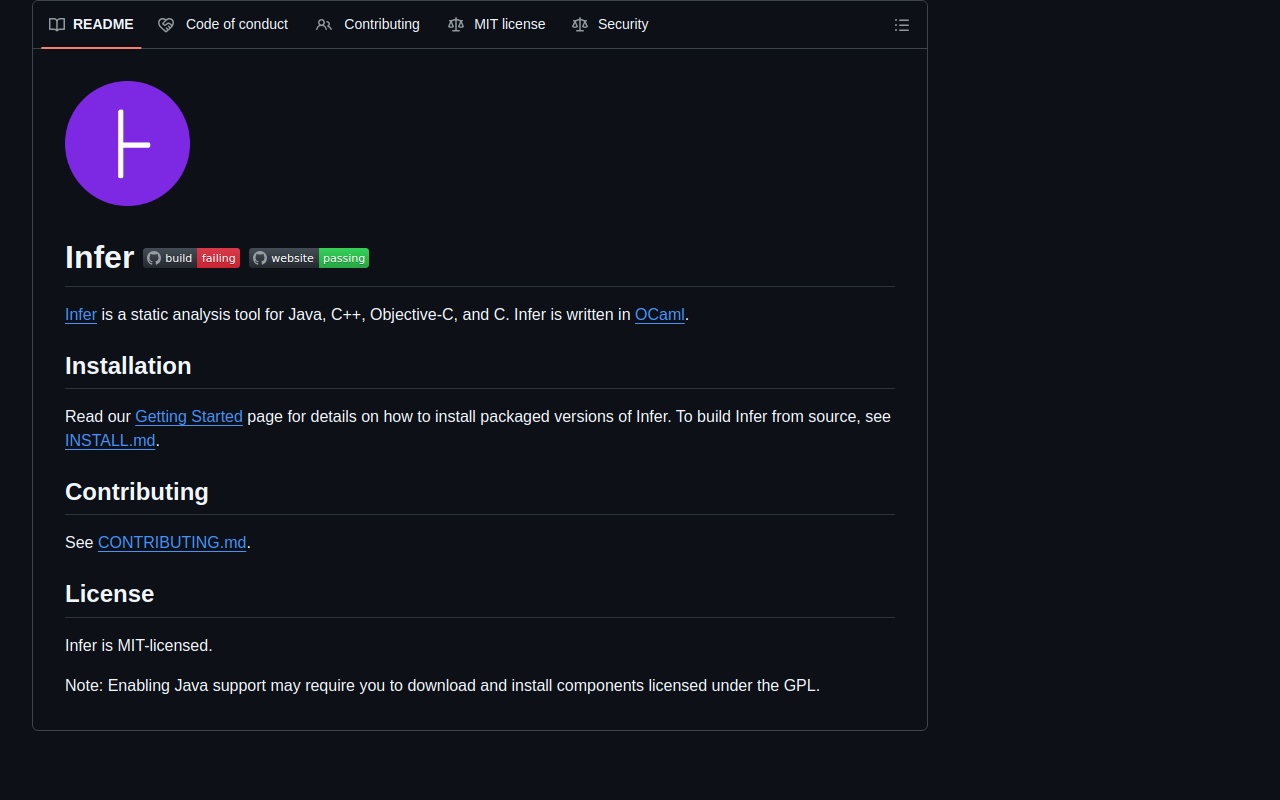 README Code of conduct Contributing MIT license Security
Infer build failing website passing
Infer is a static analysis tool for Java, C++, Objective-C, and C. Infer is written in OCaml.
Installation
Read our Getting Started page for details on how to install packaged versions of Infer. To build Infer from source, see
INSTALL.md.
Contributing
See CONTRIBUTING.md.
License
Infer is MIT-licensed.
Note: Enabling Java support may require you to download and install components licensed under the GPL.